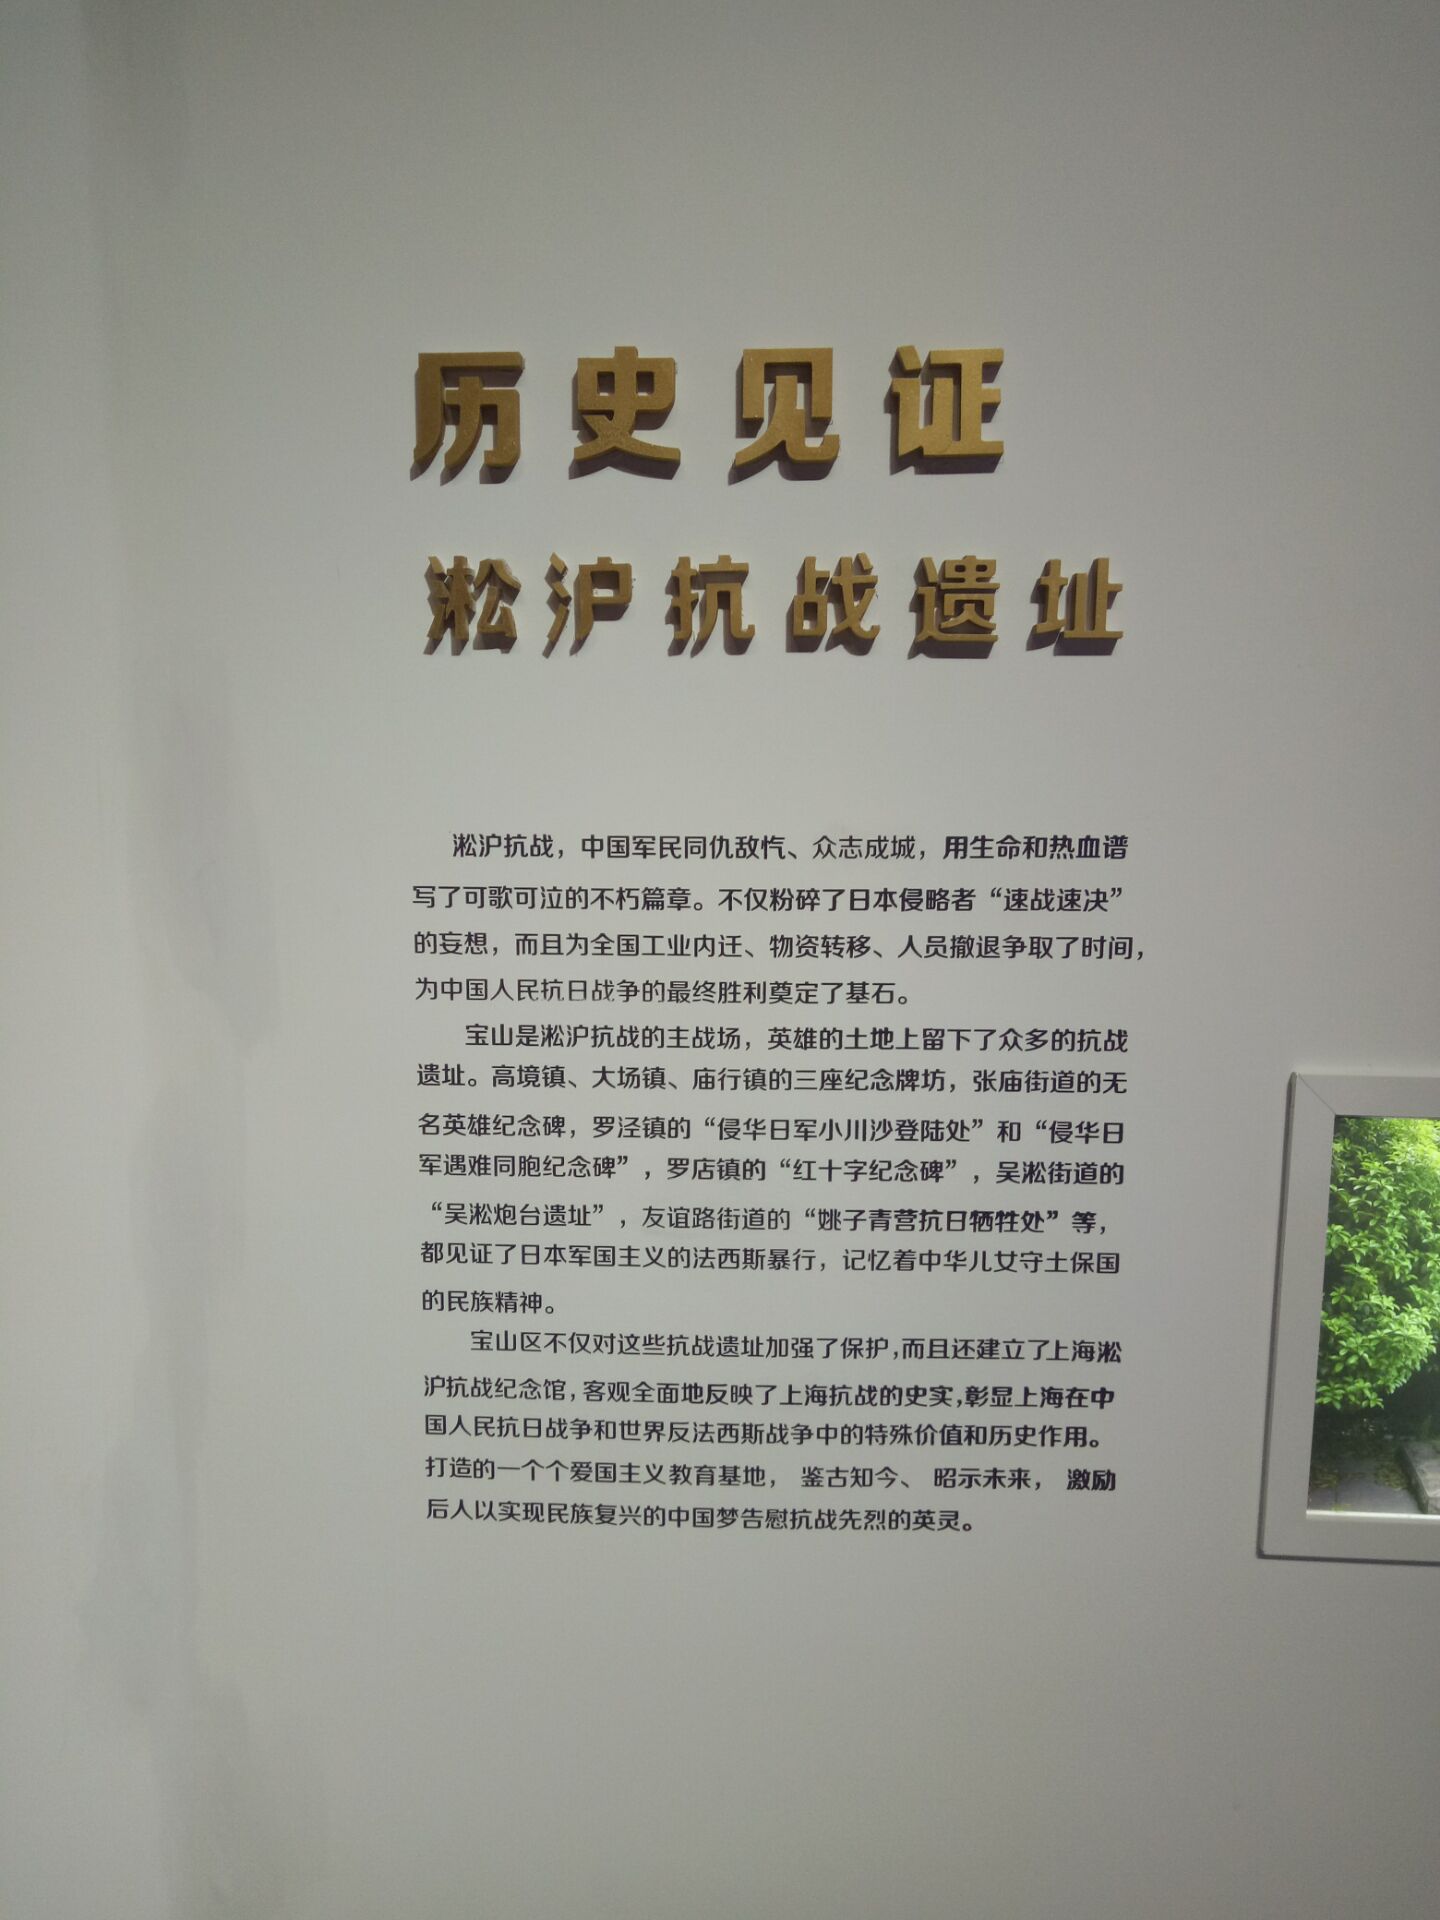 历史见证
淞沪抗战遗址
淞沪抗战，中国军民同仇敌忾、众志成城，用生命和热血谱
写了可歌可泣的不朽篇章。不仅粉碎了日本侵略者“速战速决”
的妄想，而且为全国工业内迁、物资转移、人员撤退争取了时间，
为中国人民抗日战争的最终胜利奠定了基石。
宝山是淞沪抗战的主战场，英雄的土地上留下了众多的抗战
遗址。高境镇、大场镇、庙行镇的三座纪念牌坊，张庙街道的无
名英雄纪念碑，罗泾镇的“侵华日军小川沙登陆处”和“侵华日
军遇难同胞纪念碑”，罗店镇的“红十字纪念碑”，吴淞街道的
“吴淞炮台遗址”，友谊路街道的“姚子青营抗日牺牲处”等，
都见证了日本军国主义的法西斯暴行，记忆着中华儿女守土保国
的民族精神。
宝山区不仅对这些抗战遗址加强了保护,而且还建立了上海淞
沪抗战纪念馆,客观全面地反映了上海抗战的史实,彰显上海在中
国人民抗日战争和世界反法西斯战争中的特殊价值和历史作用。
打造的一个个爱国主义教育基地， 鉴古知今、 昭示未来， 激励
后人以实现民族复兴的中国梦告慰抗战先烈的英灵。